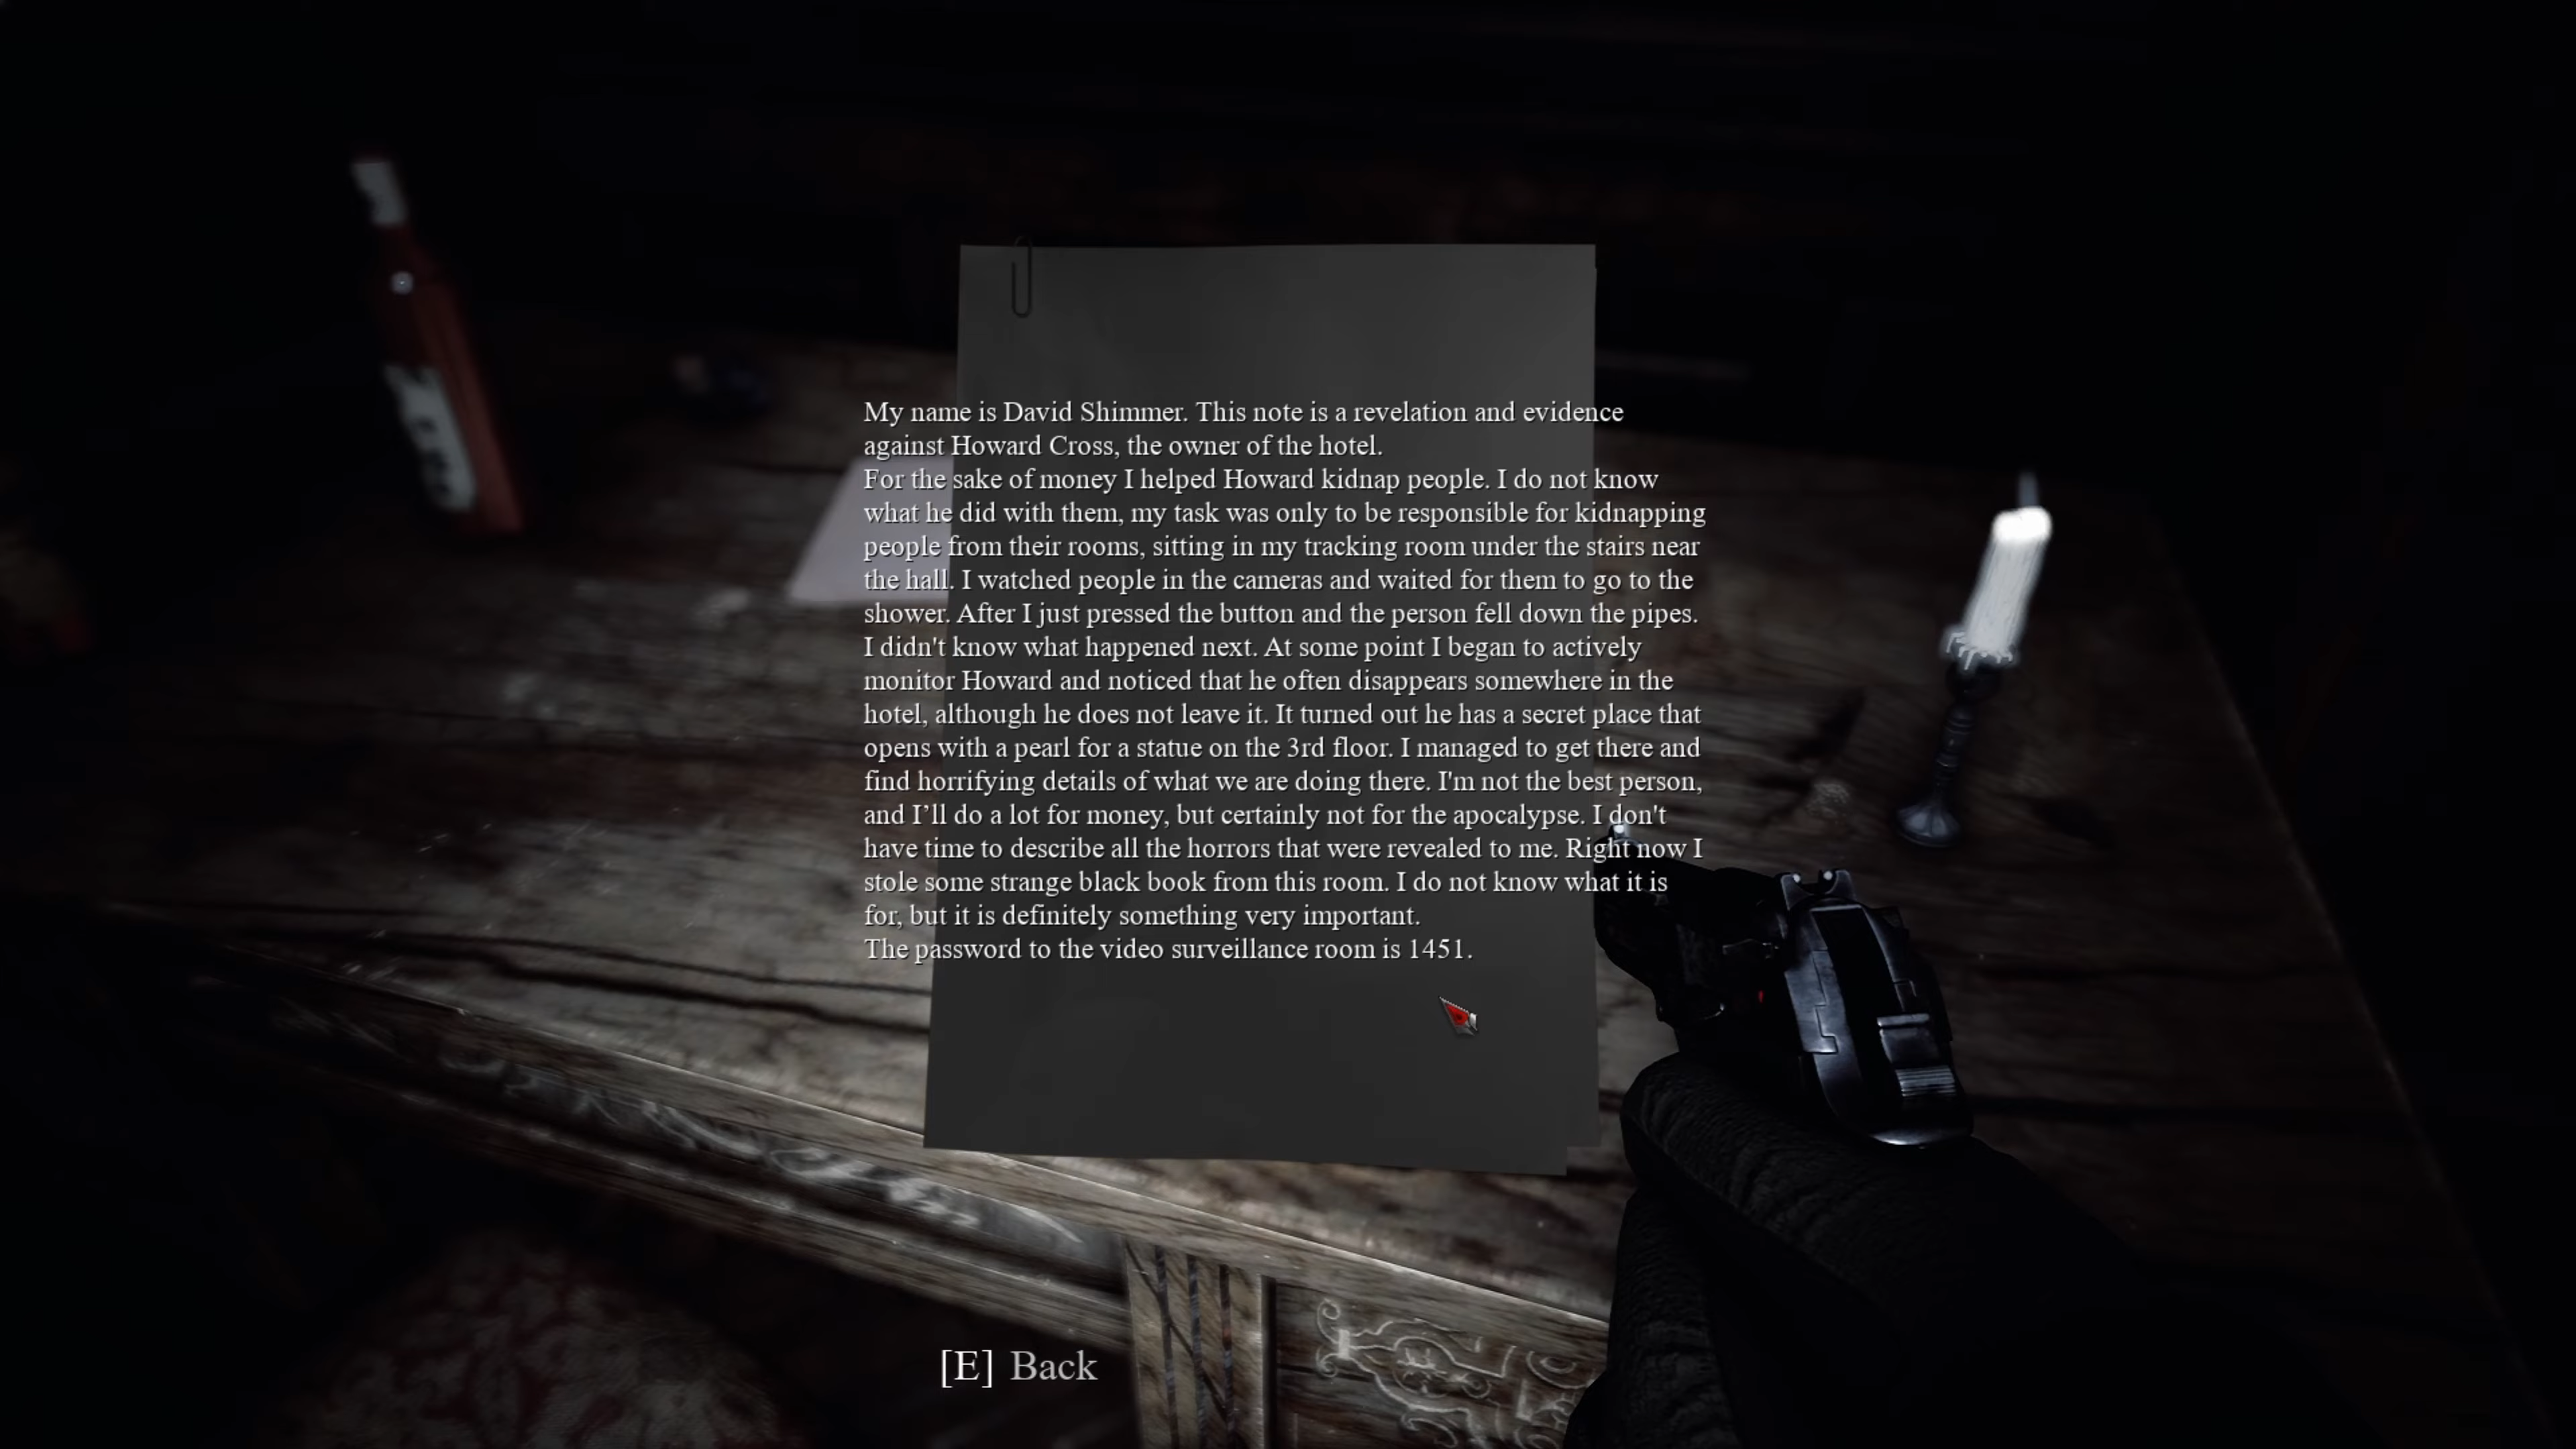 My name is David Shimmer. This note is a revelation and evidence
against Howard Cross, the owner of the hotel.
For the sake of money I helped Howard kidnap people. I do not know
what he did with them, my task was only to be responsible for kidnapping
people from their rooms, sitting in my tracking room under the stairs near
the hall. I watched people in the cameras and waited for them to go to the
shower. After I just pressed the button and the person fell down the pipes.
I didn't know what happened next. At some point I began to actively
monitor Howard and noticed that he often disappears somewhere in the
hotel, although he does not leave it. It turned out he has a secret place that
opens with a pearl for a statue on the 3rd floor. I managed to get there and
find horrifying details of what we are doing there. I'm not the best person,
and I’ll do a lot for money, but certainly not for the apocalypse. I don't
have time to describe all the horrors that were revealed to me. Right now I
stole some strange black book from this room. I do not know what it is
for, but it is definitely something very important.
The password to the video surveillance room is 1451.
[E] Back